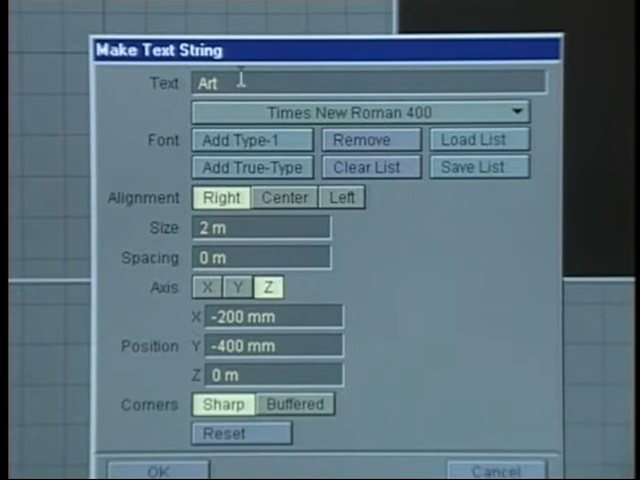 Make Text String
Text Art
Times New Roman 400
Font Add Type-1 Remove Load List
Add True-Type Clear List Save List
Alignment Right Center Left
Size 2 m
Spacing 0 m
Axis X Y Z
X -200 mm
Position Y -400 mm
Z 0 m
Corners Sharp Buffered
Reset
OK Cancel